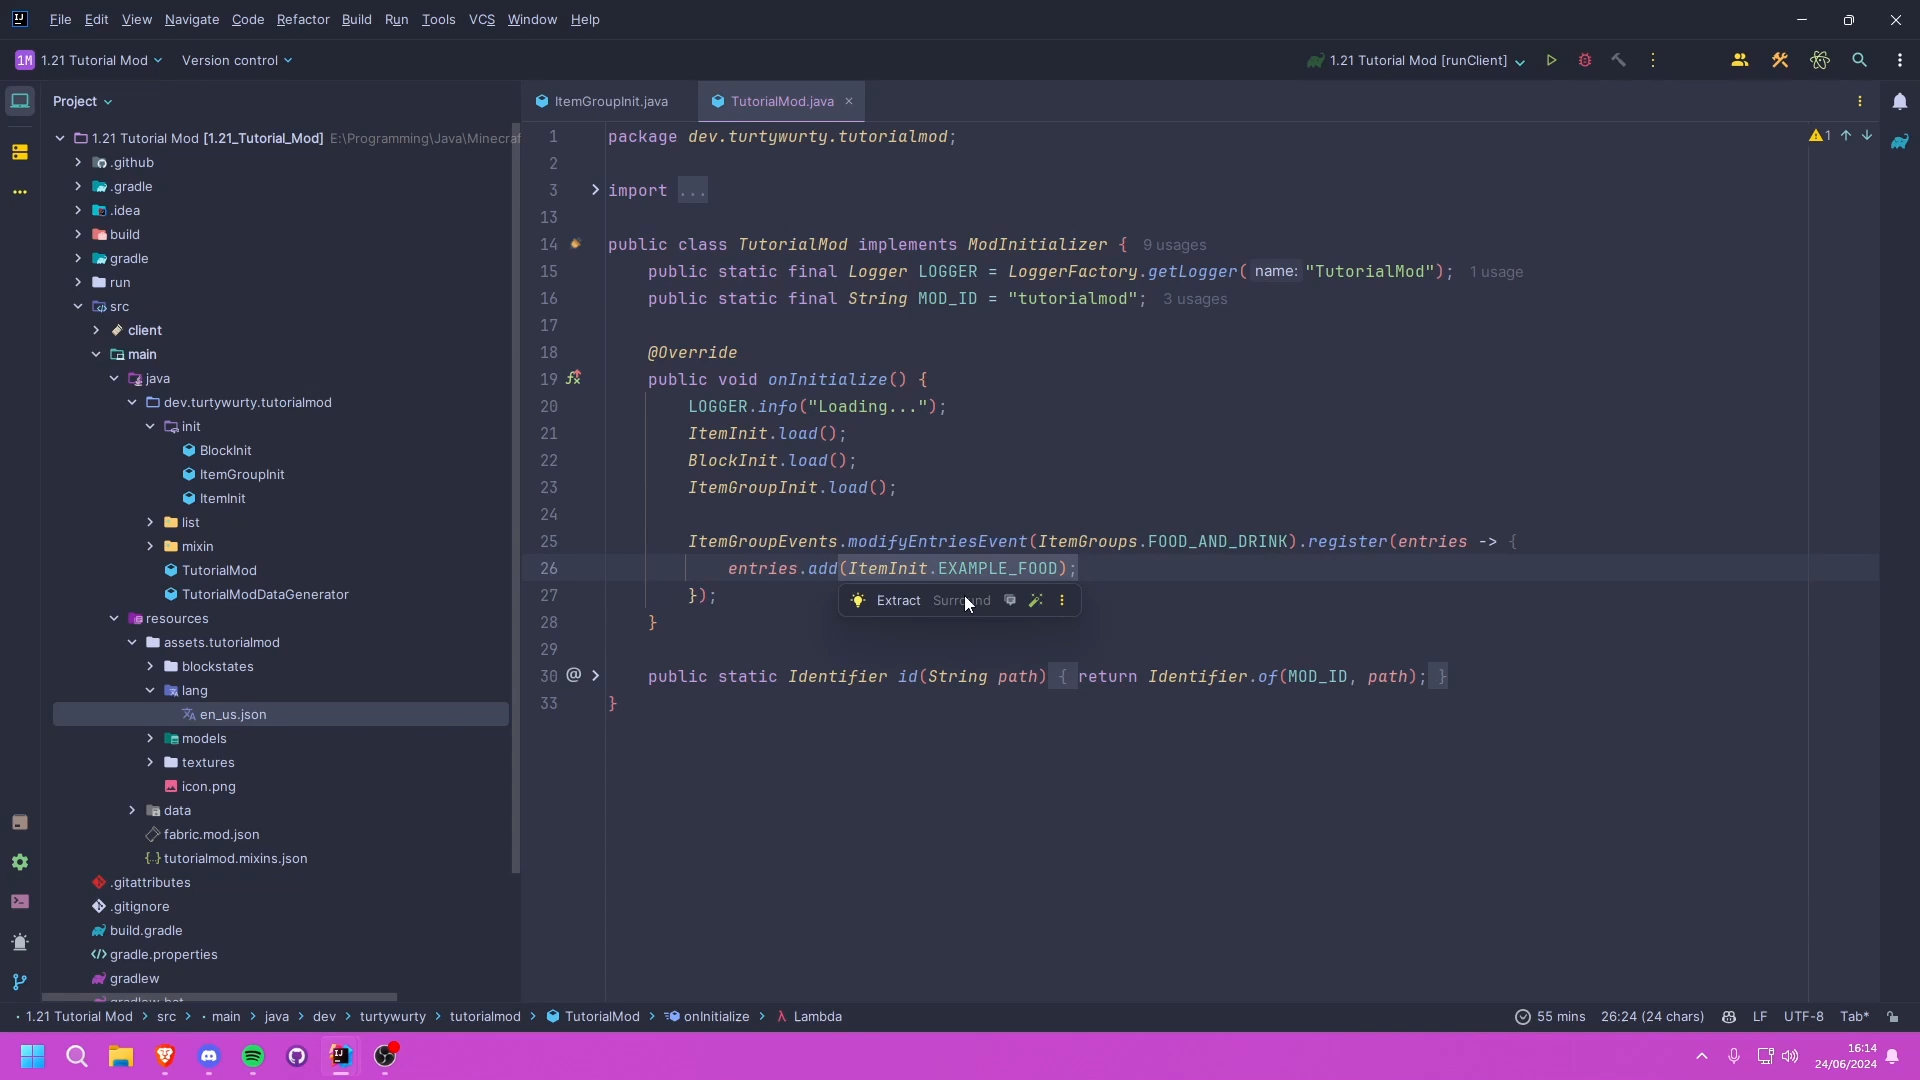 File Edit View Navigate Code Refactor Build Run Tools VCS Window Help
1M 1.21 Tutorial Mod Version control 1.21 Tutorial Mod [runClient]
Project
1.21 Tutorial Mod [1.21_Tutorial_Mod] E:\Programming\Java\Minecraf
.github
.gradle
.idea
build
gradle
run
src
client
main
java
dev.turtywurty.tutorialmod
init
BlockInit
ItemGroupInit
ItemInit
list
mixin
TutorialMod
TutorialModDataGenerator
resources
assets.tutorialmod
blockstates
lang
en_us.json
models
textures
icon.png
data
fabric.mod.json
tutorialmod.mixins.json
.gitattributes
.gitignore
build.gradle
gradle.properties
gradlew
gradlew.bat
ItemGroupInit.java TutorialMod.java
1 package dev.turtywurty.tutorialmod;
2
3 import ...
13
14 public class TutorialMod implements ModInitializer { 9 usages
15 public static final Logger LOGGER = LoggerFactory.getLogger( name: "TutorialMod"); 1 usage
16 public static final String MOD_ID = "tutorialmod"; 3 usages
17
18 @Override
19 public void onInitialize() {
20 LOGGER.info("Loading...");
21 ItemInit.load();
22 BlockInit.load();
23 ItemGroupInit.load();
24
25 ItemGroupEvents.modifyEntriesEvent(ItemGroups.FOOD_AND_DRINK).register(entries -> {
26 entries.add(ItemInit.EXAMPLE_FOOD);
27 });
Extract Surround
28 }
29
30 public static Identifier id(String path) { return Identifier.of(MOD_ID, path); }
33 }
1
1.21 Tutorial Mod > src > main > java > dev > turtywurty > tutorialmod > TutorialMod > onInitialize > λ Lambda
55 mins 26:24 (24 chars) LF UTF-8 Tab*
16:14
24/06/2024